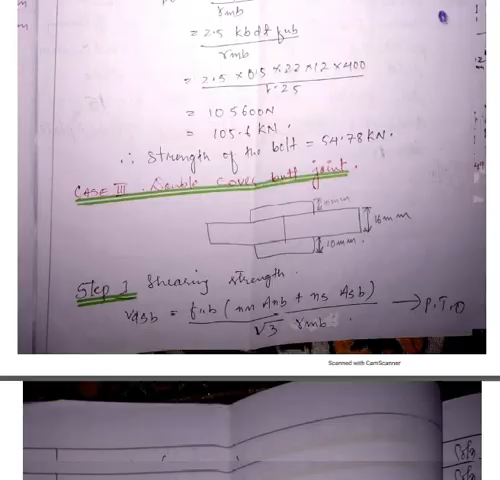 γmb
= 2.5 kb d t fub
γmb
= 2.5 × 0.5 × 22 × 12 × 400
1.25
= 105600N
= 105.6 KN.
∴ Strength of the bolt = 54.78 KN.
CASE III. Double cover butt joint.
10mm
16mm
10mm
Step 1 Shearing strength.
Vdsb = fub (nn Anb + ns Asb) → P.T.O
√3 γmb
Scanned with CamScanner